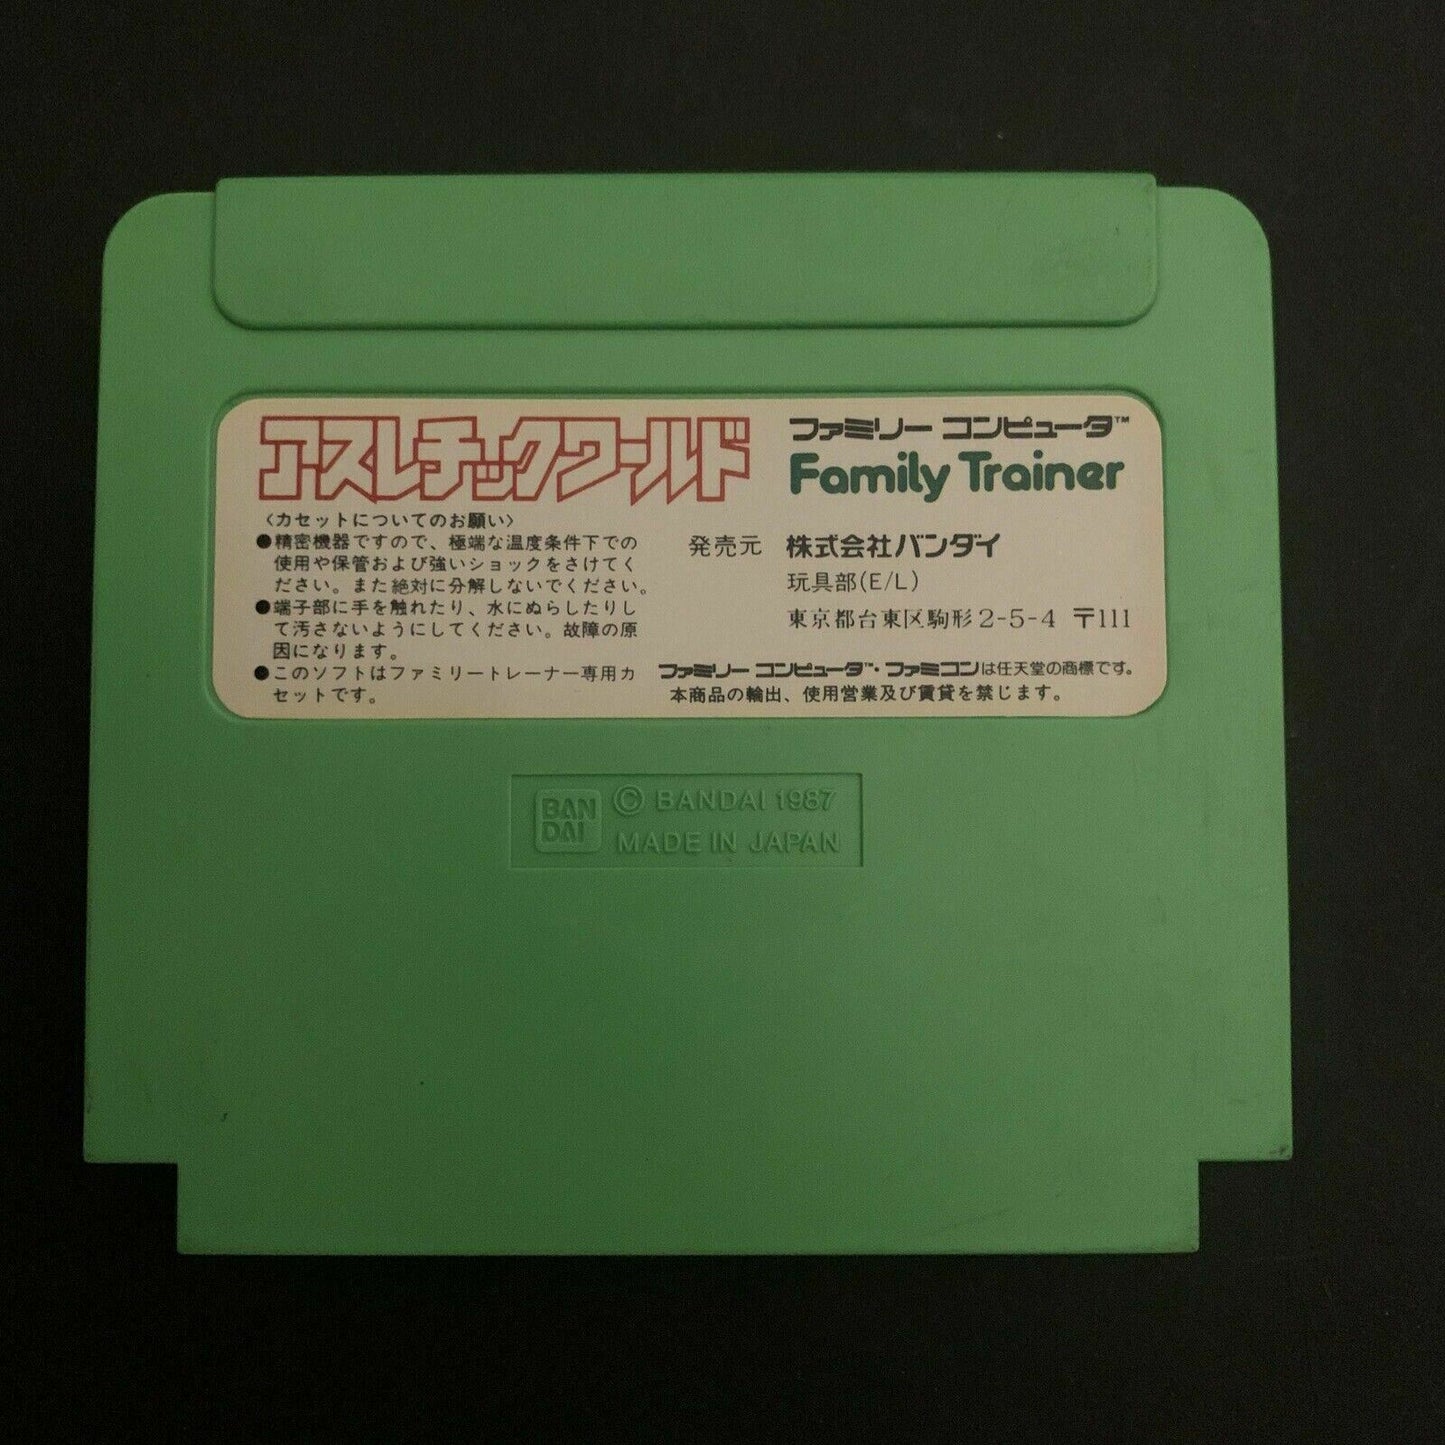 アスレチックワールド
〈カセットについてのお願い〉
●精密機器ですので、極端な温度条件下での
使用や保管および強いショックをさけてく
ださい。また絶対に分解しないでください。
●端子部に手を触れたり、水にぬらしたりし
て汚さないようにしてください。故障の原
因になります。
●このソフトはファミリートレーナー専用カ
セットです。
ファミリー コンピュータ™
Family Trainer
発売元 株式会社バンダイ
玩具部(E/L)
東京都台東区駒形2-5-4 〒111
ファミリー コンピュータ™・ファミコンは任天堂の商標です。
本商品の輸出、使用営業及び賃貸を禁じます。
BAN
DAI
© BANDAI 1987
MADE IN JAPAN